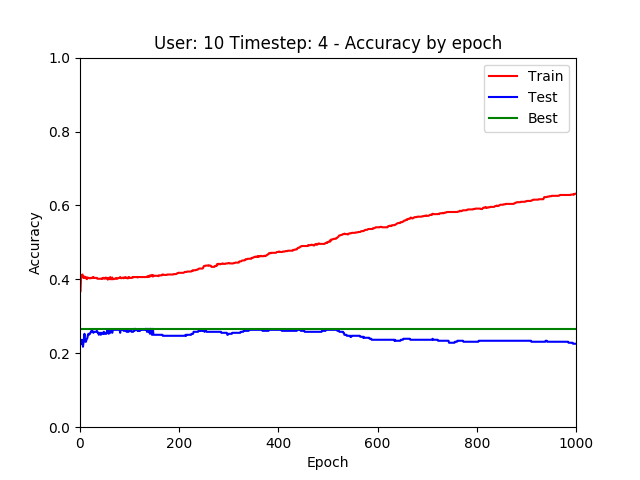 User: 10 Timestep: 4 - Accuracy by epoch
1.0
0.8
0.6
0.4
0.2
0.0
Accuracy
Train
Test
Best
0 200 400 600 800 1000
Epoch